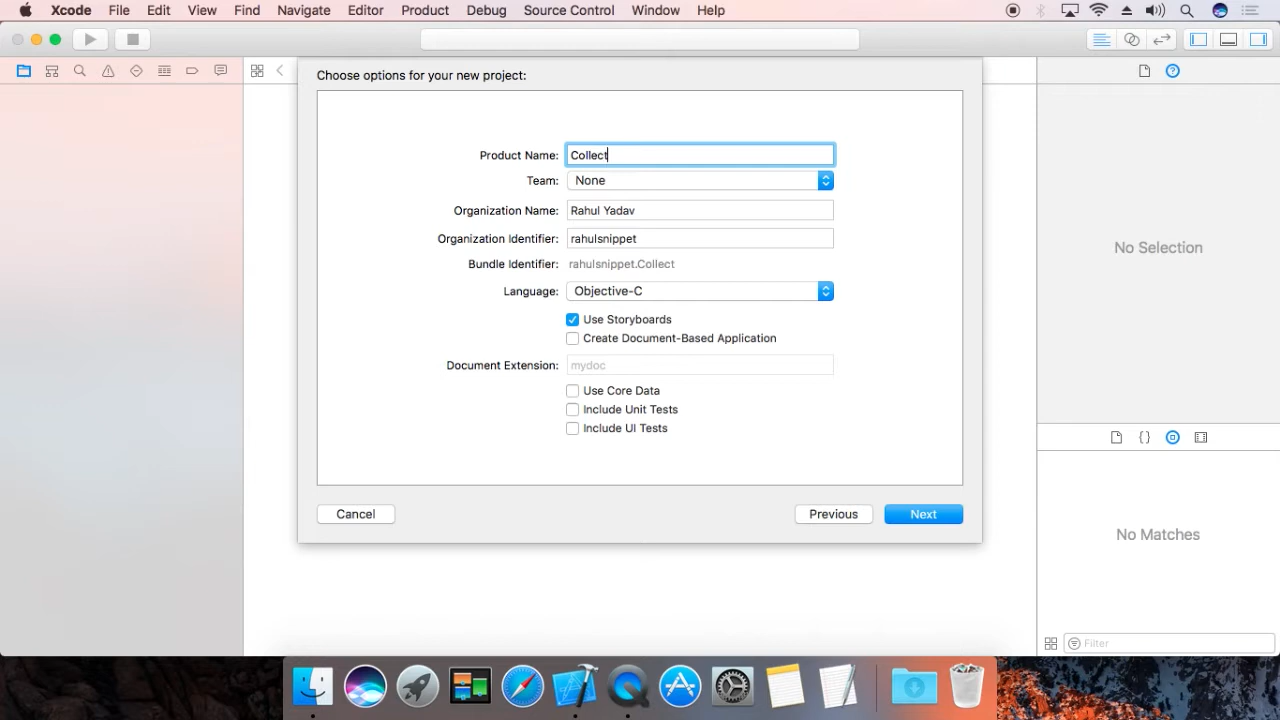 Xcode File Edit View Find Navigate Editor Product Debug Source Control Window Help
Choose options for your new project:
Product Name: Collect
Team: None
Organization Name: Rahul Yadav
Organization Identifier: rahulsnippet
Bundle Identifier: rahulsnippet.Collect
Language: Objective-C
Use Storyboards
Create Document-Based Application
Document Extension: mydoc
Use Core Data
Include Unit Tests
Include UI Tests
Cancel Previous Next
No Selection
No Matches
Filter